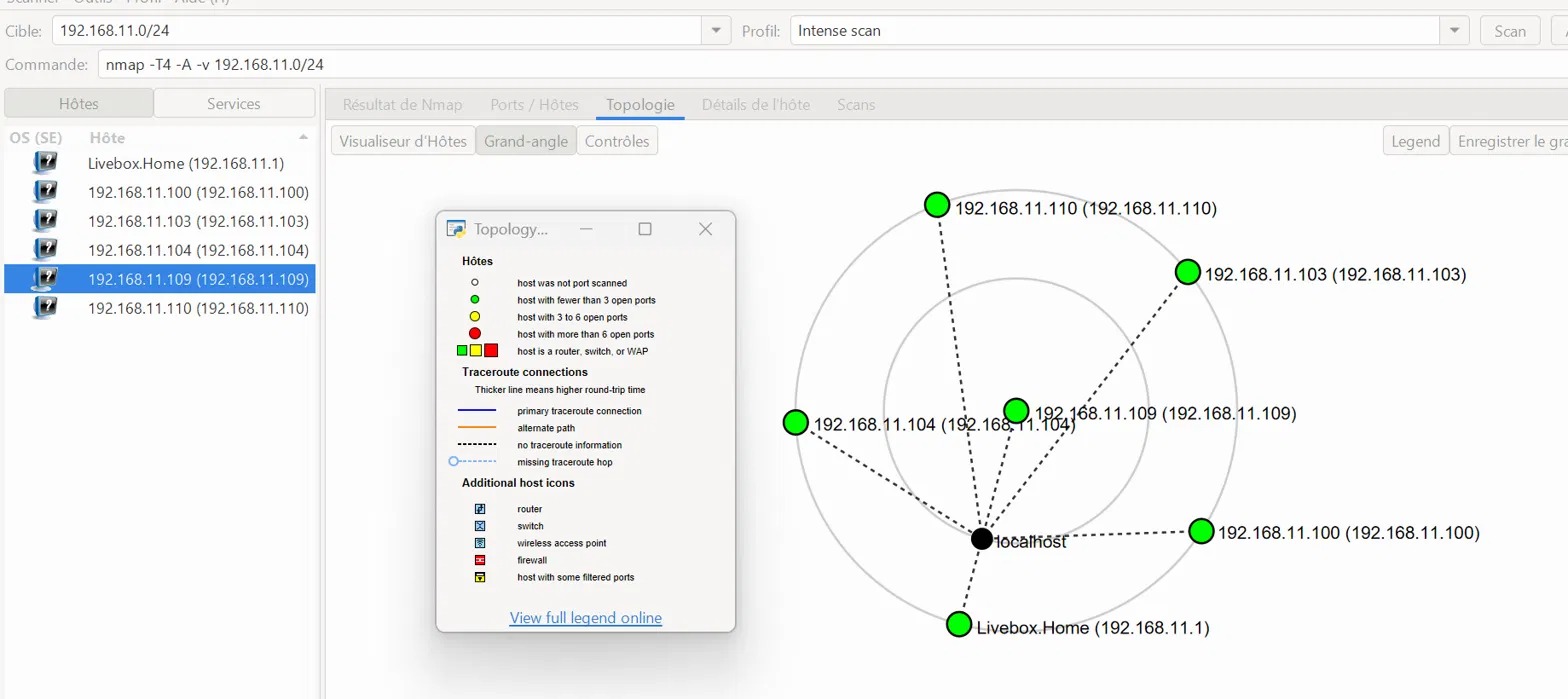 Scanner Outils Profil Aide (H)
Cible: 192.168.11.0/24 Profil: Intense scan Scan
Commande: nmap -T4 -A -v 192.168.11.0/24
Hôtes Services
Résultat de Nmap Ports / Hôtes Topologie Détails de l'hôte Scans
OS (SE) Hôte
Visualiseur d'Hôtes Grand-angle Contrôles Legend Enregistrer le gra
Livebox.Home (192.168.11.1)
192.168.11.100 (192.168.11.100)
192.168.11.103 (192.168.11.103)
192.168.11.104 (192.168.11.104)
192.168.11.109 (192.168.11.109)
192.168.11.110 (192.168.11.110)
Topology...
Hôtes
host was not port scanned
host with fewer than 3 open ports
host with 3 to 6 open ports
host with more than 6 open ports
host is a router, switch, or WAP
Traceroute connections
Thicker line means higher round-trip time
primary traceroute connection
alternate path
no traceroute information
missing traceroute hop
Additional host icons
router
switch
wireless access point
firewall
host with some filtered ports
View full legend online
192.168.11.110 (192.168.11.110)
192.168.11.103 (192.168.11.103)
192.168.11.109 (192.168.11.109)
192.168.11.104 (192.168.11.104)
192.168.11.100 (192.168.11.100)
localhost
Livebox.Home (192.168.11.1)